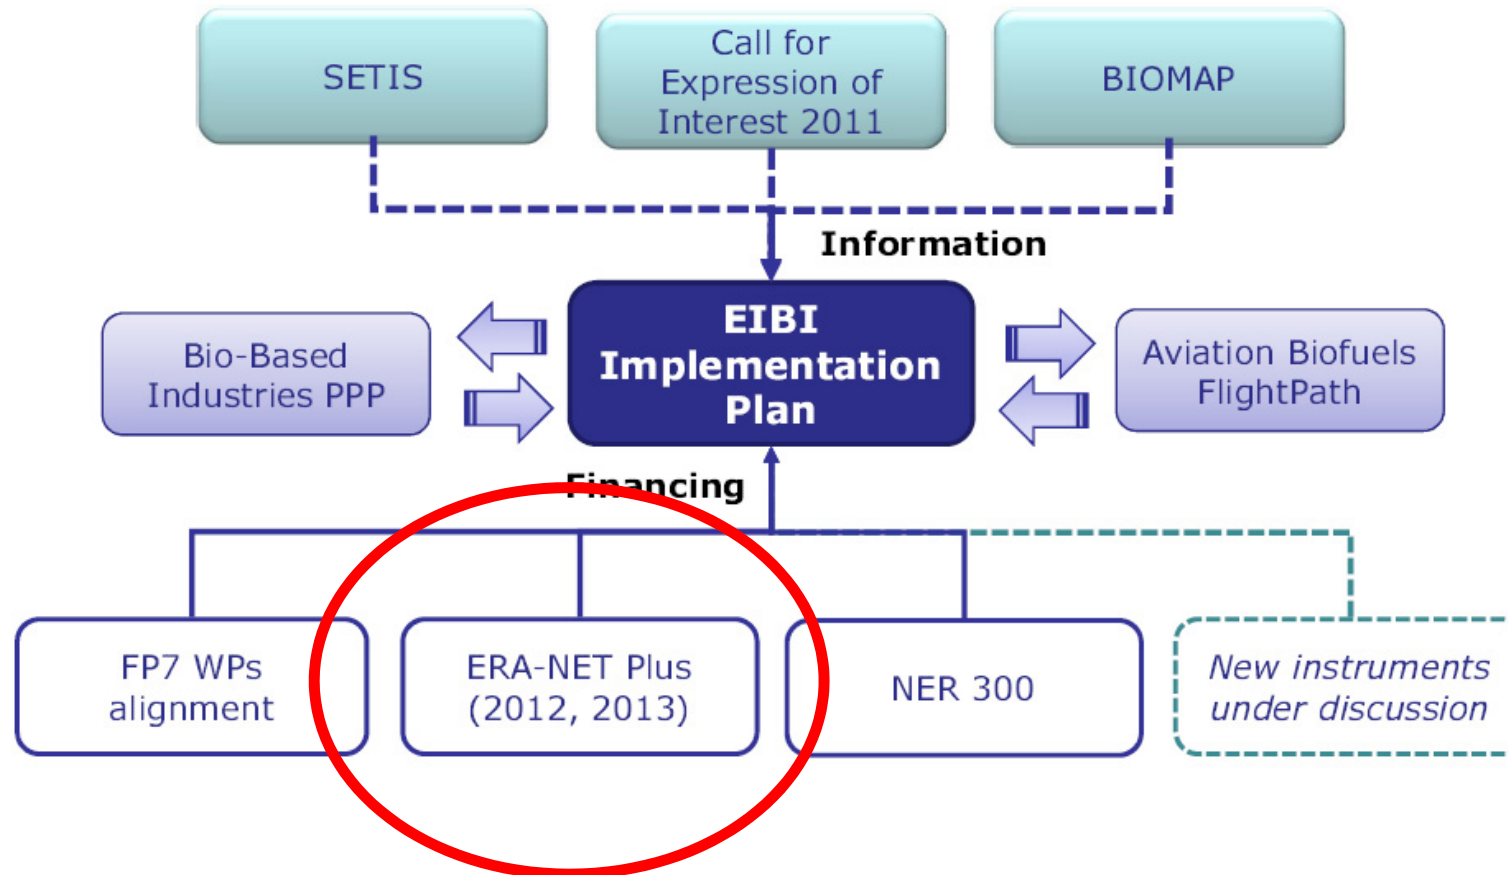 SETIS
Call for
Expression of
Interest 2011
BIOMAP
Information
Bio-Based
Industries PPP
EIBI
Implementation
Plan
Aviation Biofuels
FlightPath
Financing
FP7 WPs
alignment
ERA-NET Plus
(2012, 2013)
NER 300
New instruments
under discussion